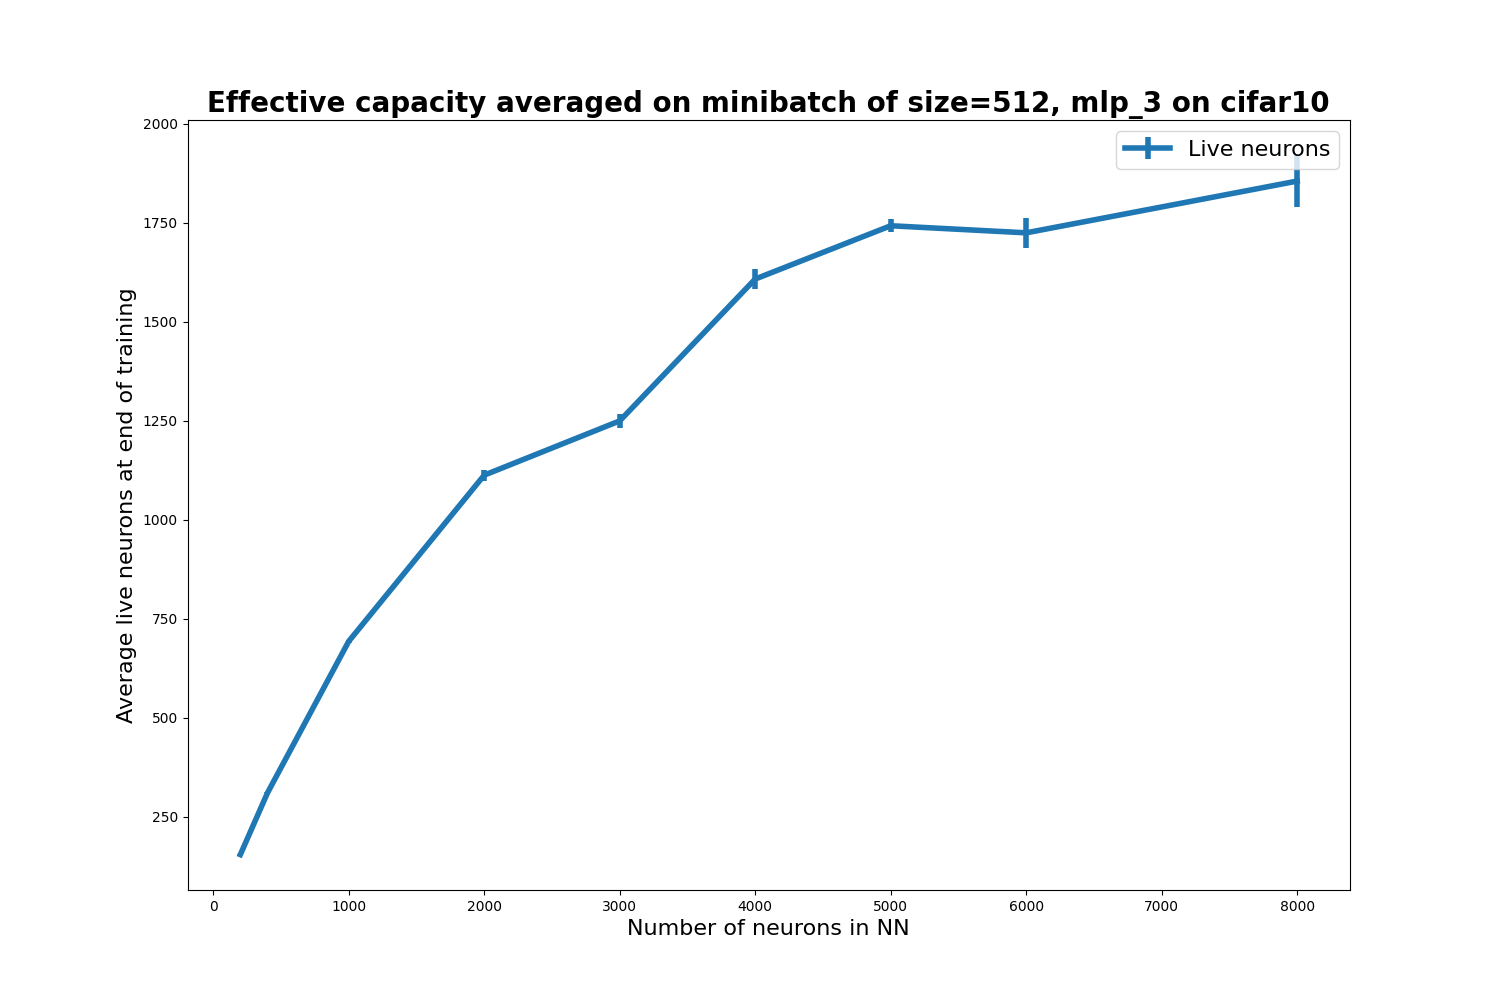 Effective capacity averaged on minibatch of size=512, mlp_3 on cifar10
Live neurons
2000
1750
1500
1250
1000
750
500
250
Average live neurons at end of training
0 1000 2000 3000 4000 5000 6000 7000 8000
Number of neurons in NN